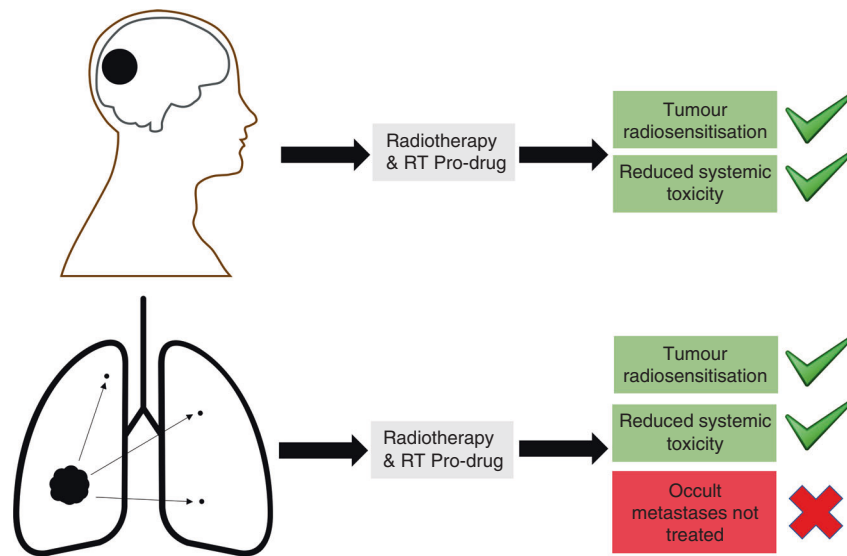 Radiotherapy
& RT Pro-drug
Tumour
radiosensitisation
Reduced systemic
toxicity
Radiotherapy
& RT Pro-drug
Tumour
radiosensitisation
Reduced systemic
toxicity
Occult
metastases not
treated